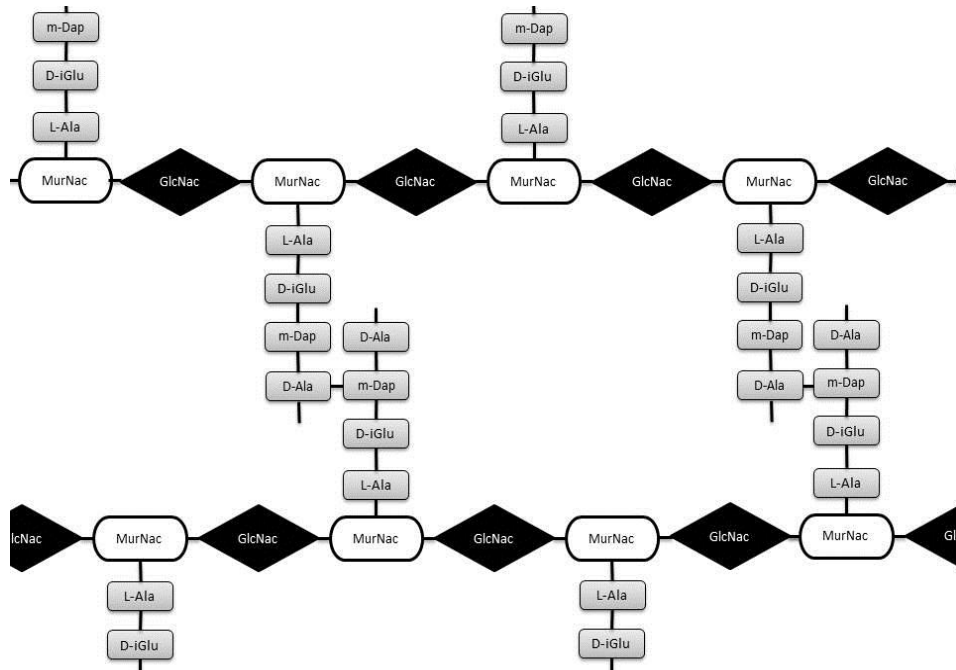 m-Dap m-Dap
D-iGlu D-iGlu
L-Ala L-Ala
MurNac GlcNac MurNac GlcNac MurNac GlcNac MurNac GlcNac
L-Ala L-Ala
D-iGlu D-iGlu
m-Dap D-Ala m-Dap D-Ala
D-Ala m-Dap D-Ala m-Dap
D-iGlu D-iGlu
L-Ala L-Ala
lcNac MurNac GlcNac MurNac GlcNac MurNac GlcNac MurNac Gl
L-Ala L-Ala
D-iGlu D-iGlu